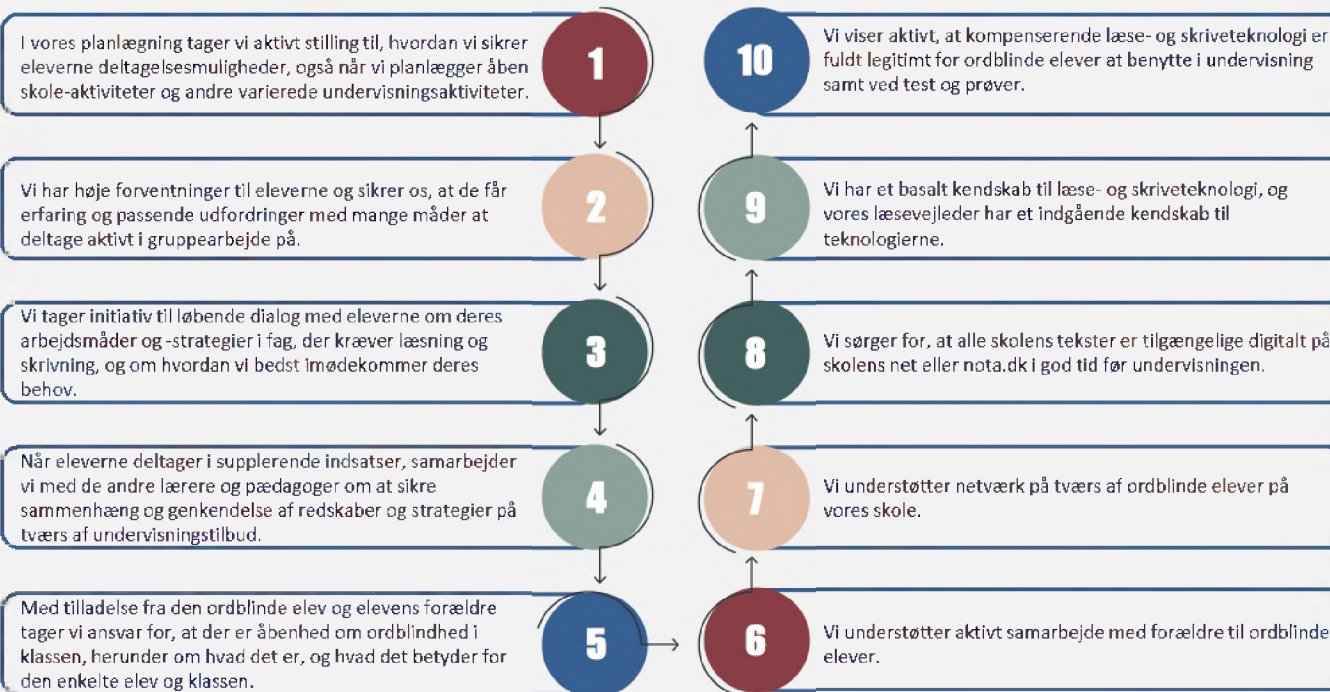 1
I vores planlægning tager vi aktivt stilling til, hvordan vi sikrer
eleverne deltagelsesmuligheder, også når vi planlægger åben
skole-aktiviteter og andre varierede undervisningsaktiviteter.
2
Vi har høje forventninger til eleverne og sikrer os, at de får
erfaring og passende udfordringer med mange måder at
deltage aktivt i gruppearbejde på.
3
Vi tager initiativ til løbende dialog med eleverne om deres
arbejdsmåder og -strategier i fag, der kræver læsning og
skrivning, og om hvordan vi bedst imødekommer deres
behov.
4
Når eleverne deltager i supplerende indsatser, samarbejder
vi med de andre lærere og pædagoger om at sikre
sammenhæng og genkendelse af redskaber og strategier på
tværs af undervisningstilbud.
5
Med tilladelse fra den ordblinde elev og elevens forældre
tager vi ansvar for, at der er åbenhed om ordblindhed i
klassen, herunder om hvad det er, og hvad det betyder for
den enkelte elev og klassen.
6
Vi understøtter aktivt samarbejde med forældre til ordblinde
elever.
7
Vi understøtter netværk på tværs af ordblinde elever på
vores skole.
8
Vi sørger for, at alle skolens tekster er tilgængelige digitalt på
skolens net eller nota.dk i god tid før undervisningen.
9
Vi har et basalt kendskab til læse- og skriveteknologi, og
vores læsevejleder har et indgående kendskab til
teknologierne.
10
Vi viser aktivt, at kompenserende læse- og skriveteknologi er
fuldt legitimt for ordblinde elever at benytte i undervisning
samt ved test og prøver.